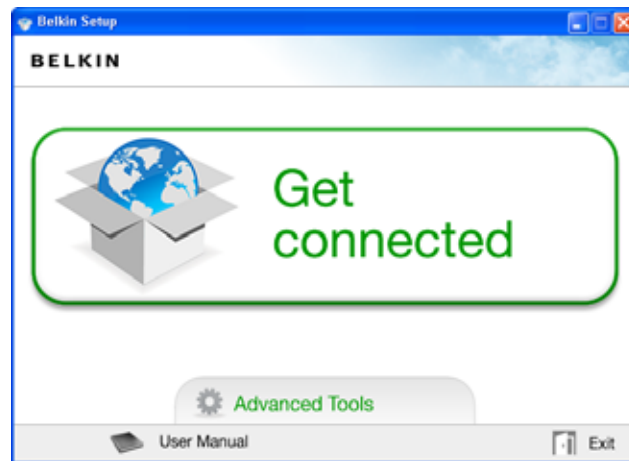 Belkin Setup
BELKIN
Get
connected
Advanced Tools
User Manual
Exit